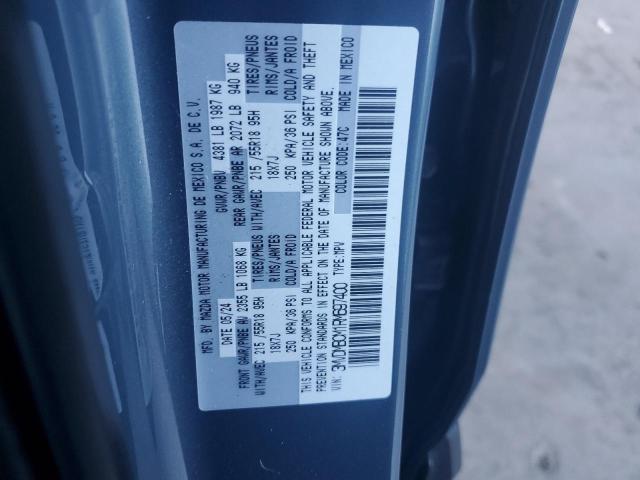 MFG. BY MAZDA MOTOR MANUFACTURING DE MEXICO S.A. DE C.V.
DATE 05/24 GVWR/PNBV 4381 LB 1987 KG
FRONT GAWR/PNBE AV 2355 LB 1068 KG REAR GAWR/PNBE AR 2072 LB 940 KG
WITH/AVEC 215 /55R18 95H TIRES/PNEUS WITH/AVEC 215 /55R18 95H TIRES/PNEUS
18X7J RIMS/JANTES 18X7J RIMS/JANTES
250 KPA/36 PSI COLD/A FROID 250 KPA/36 PSI COLD/A FROID
THIS VEHICLE CONFORMS TO ALL APPLICABLE FEDERAL MOTOR VEHICLE SAFETY AND THEFT
PREVENTION STANDARDS IN EFFECT ON THE DATE OF MANUFACTURE SHOWN ABOVE.
VIN: TYPE:MPV COLOR CODE:47C MADE IN MEXICO